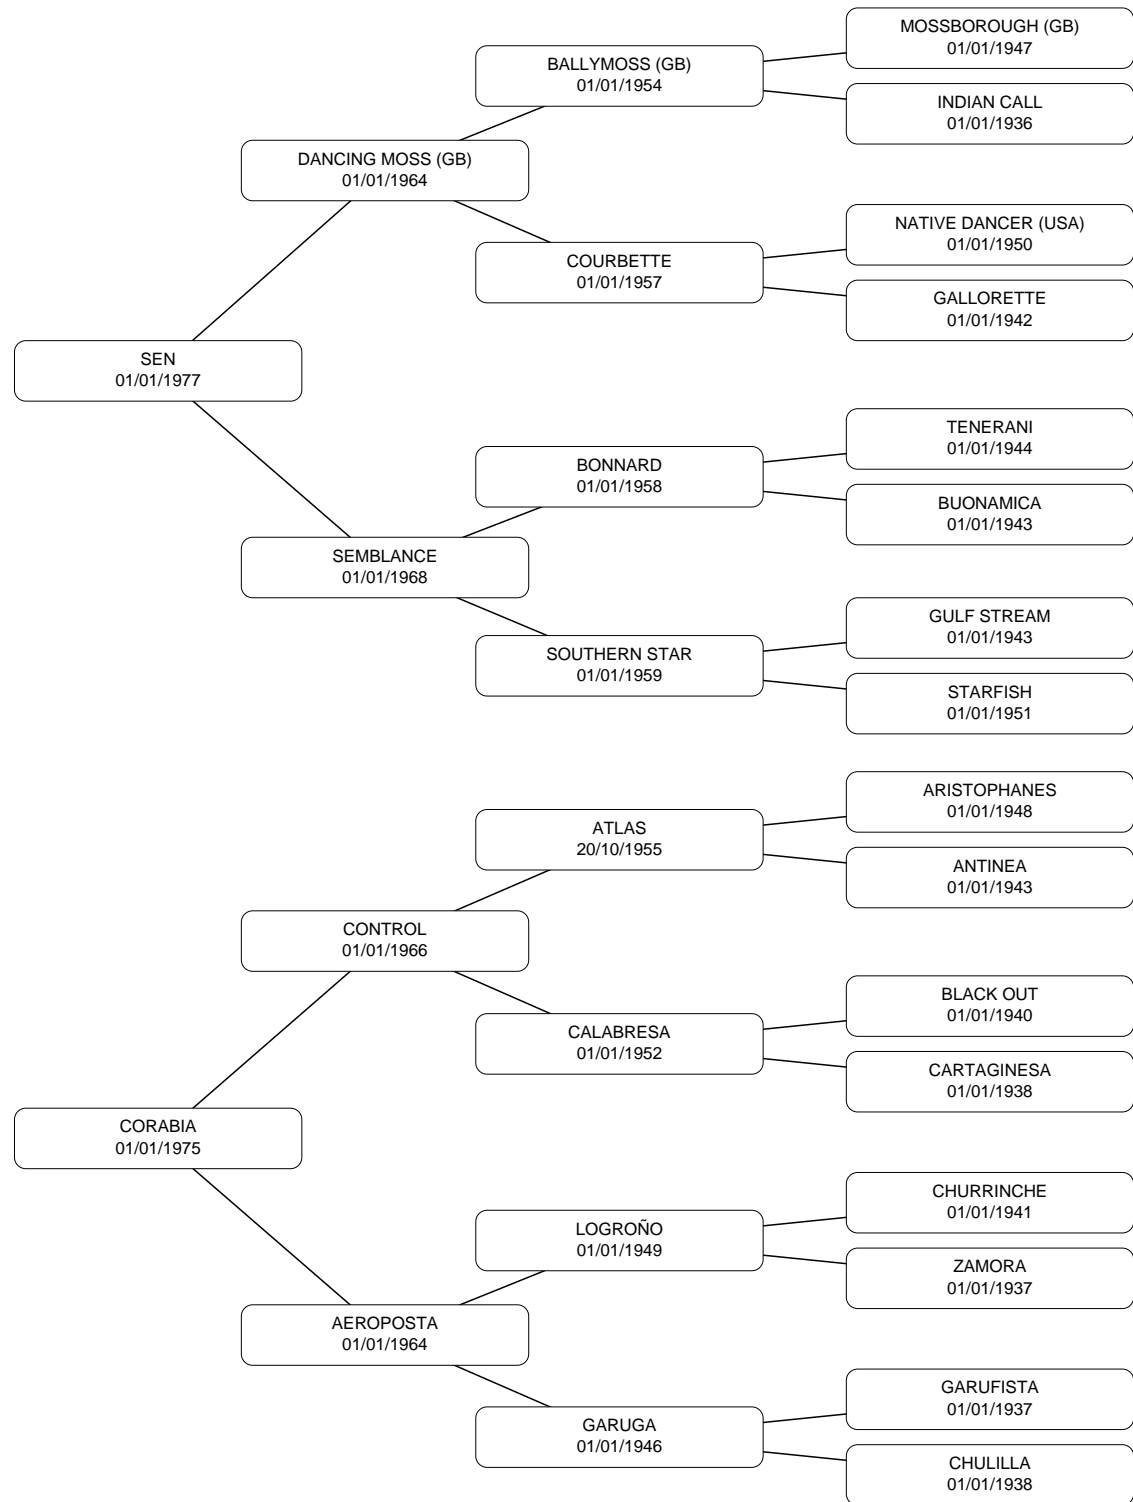 MOSSBOROUGH (GB)
01/01/1947
BALLYMOSS (GB)
01/01/1954
INDIAN CALL
01/01/1936
DANCING MOSS (GB)
01/01/1964
NATIVE DANCER (USA)
01/01/1950
COURBETTE
01/01/1957
GALLORETTE
01/01/1942
SEN
01/01/1977
TENERANI
01/01/1944
BONNARD
01/01/1958
BUONAMICA
01/01/1943
SEMBLANCE
01/01/1968
GULF STREAM
01/01/1943
SOUTHERN STAR
01/01/1959
STARFISH
01/01/1951
ARISTOPHANES
01/01/1948
ATLAS
20/10/1955
ANTINEA
01/01/1943
CONTROL
01/01/1966
BLACK OUT
01/01/1940
CALABRESA
01/01/1952
CARTAGINESA
01/01/1938
CORABIA
01/01/1975
CHURRINCHE
01/01/1941
LOGROÑO
01/01/1949
ZAMORA
01/01/1937
AEROPOSTA
01/01/1964
GARUFISTA
01/01/1937
GARUGA
01/01/1946
CHULILLA
01/01/1938